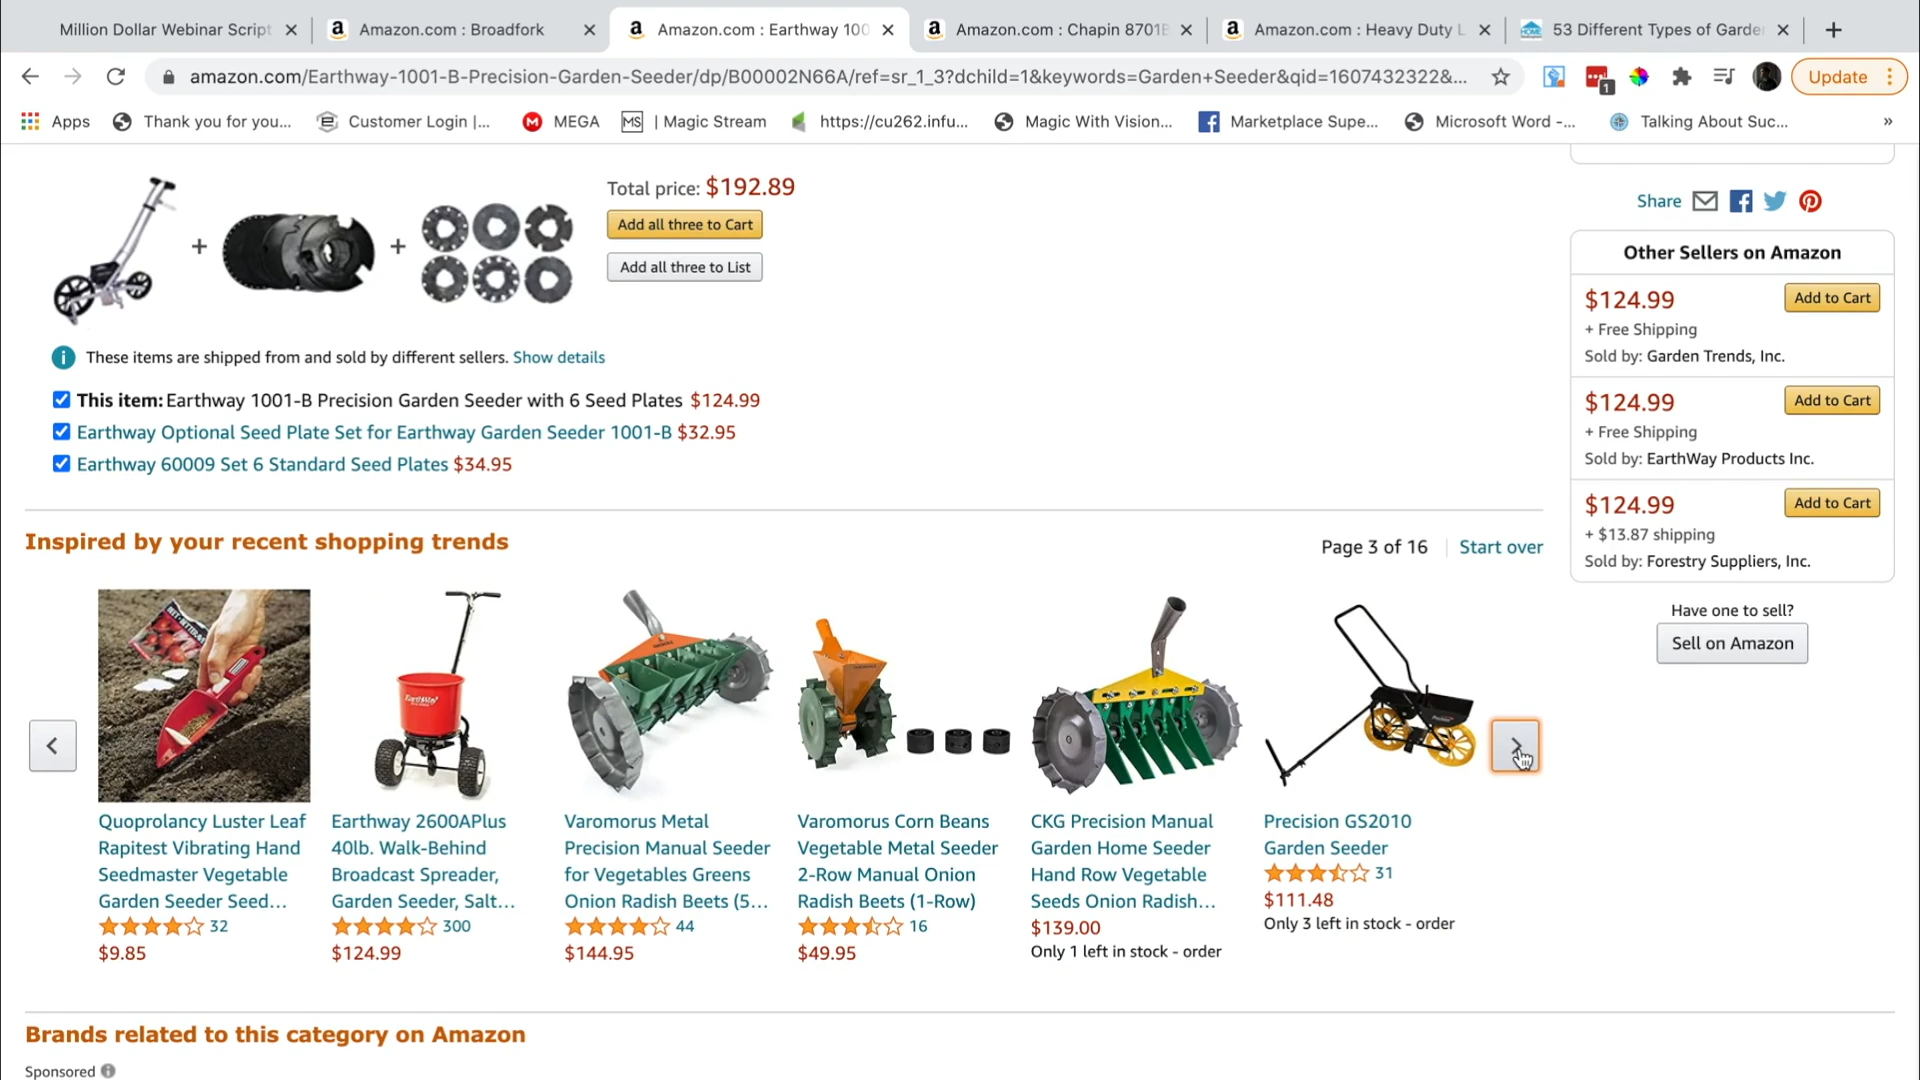 Million Dollar Webinar Script
Amazon.com : Broadfork
Amazon.com : Earthway 100
Amazon.com : Chapin 8701B
Amazon.com : Heavy Duty L
53 Different Types of Garden
amazon.com/Earthway-1001-B-Precision-Garden-Seeder/dp/B00002N66A/ref=sr_1_3?dchild=1&keywords=Garden+Seeder&qid=1607432322&...
1
Update
Apps
Thank you for you...
Customer Login |...
MEGA
MS
| Magic Stream
https://cu262.infu...
Magic With Vision...
Marketplace Supe...
Microsoft Word -...
Talking About Suc...
»
Total price: $192.89
Add all three to Cart
Add all three to List
These items are shipped from and sold by different sellers. Show details
This item: Earthway 1001-B Precision Garden Seeder with 6 Seed Plates $124.99
Earthway Optional Seed Plate Set for Earthway Garden Seeder 1001-B $32.95
Earthway 60009 Set 6 Standard Seed Plates $34.95
Share
Other Sellers on Amazon
$124.99
Add to Cart
+ Free Shipping
Sold by: Garden Trends, Inc.
$124.99
Add to Cart
+ Free Shipping
Sold by: EarthWay Products Inc.
$124.99
Add to Cart
+ $13.87 shipping
Sold by: Forestry Suppliers, Inc.
Have one to sell?
Sell on Amazon
Inspired by your recent shopping trends
Page 3 of 16
Start over
Quoprolancy Luster Leaf
Rapitest Vibrating Hand
Seedmaster Vegetable
Garden Seeder Seed...
32
$9.85
EarthWay
Earthway 2600APlus
40lb. Walk-Behind
Broadcast Spreader,
Garden Seeder, Salt...
300
$124.99
Varomorus Metal
Precision Manual Seeder
for Vegetables Greens
Onion Radish Beets (5...
44
$144.95
Varomorus Corn Beans
Vegetable Metal Seeder
2-Row Manual Onion
Radish Beets (1-Row)
16
$49.95
CKG Precision Manual
Garden Home Seeder
Hand Row Vegetable
Seeds Onion Radish...
$139.00
Only 1 left in stock - order
Precision GS2010
Garden Seeder
31
$111.48
Only 3 left in stock - order
Brands related to this category on Amazon
Sponsored